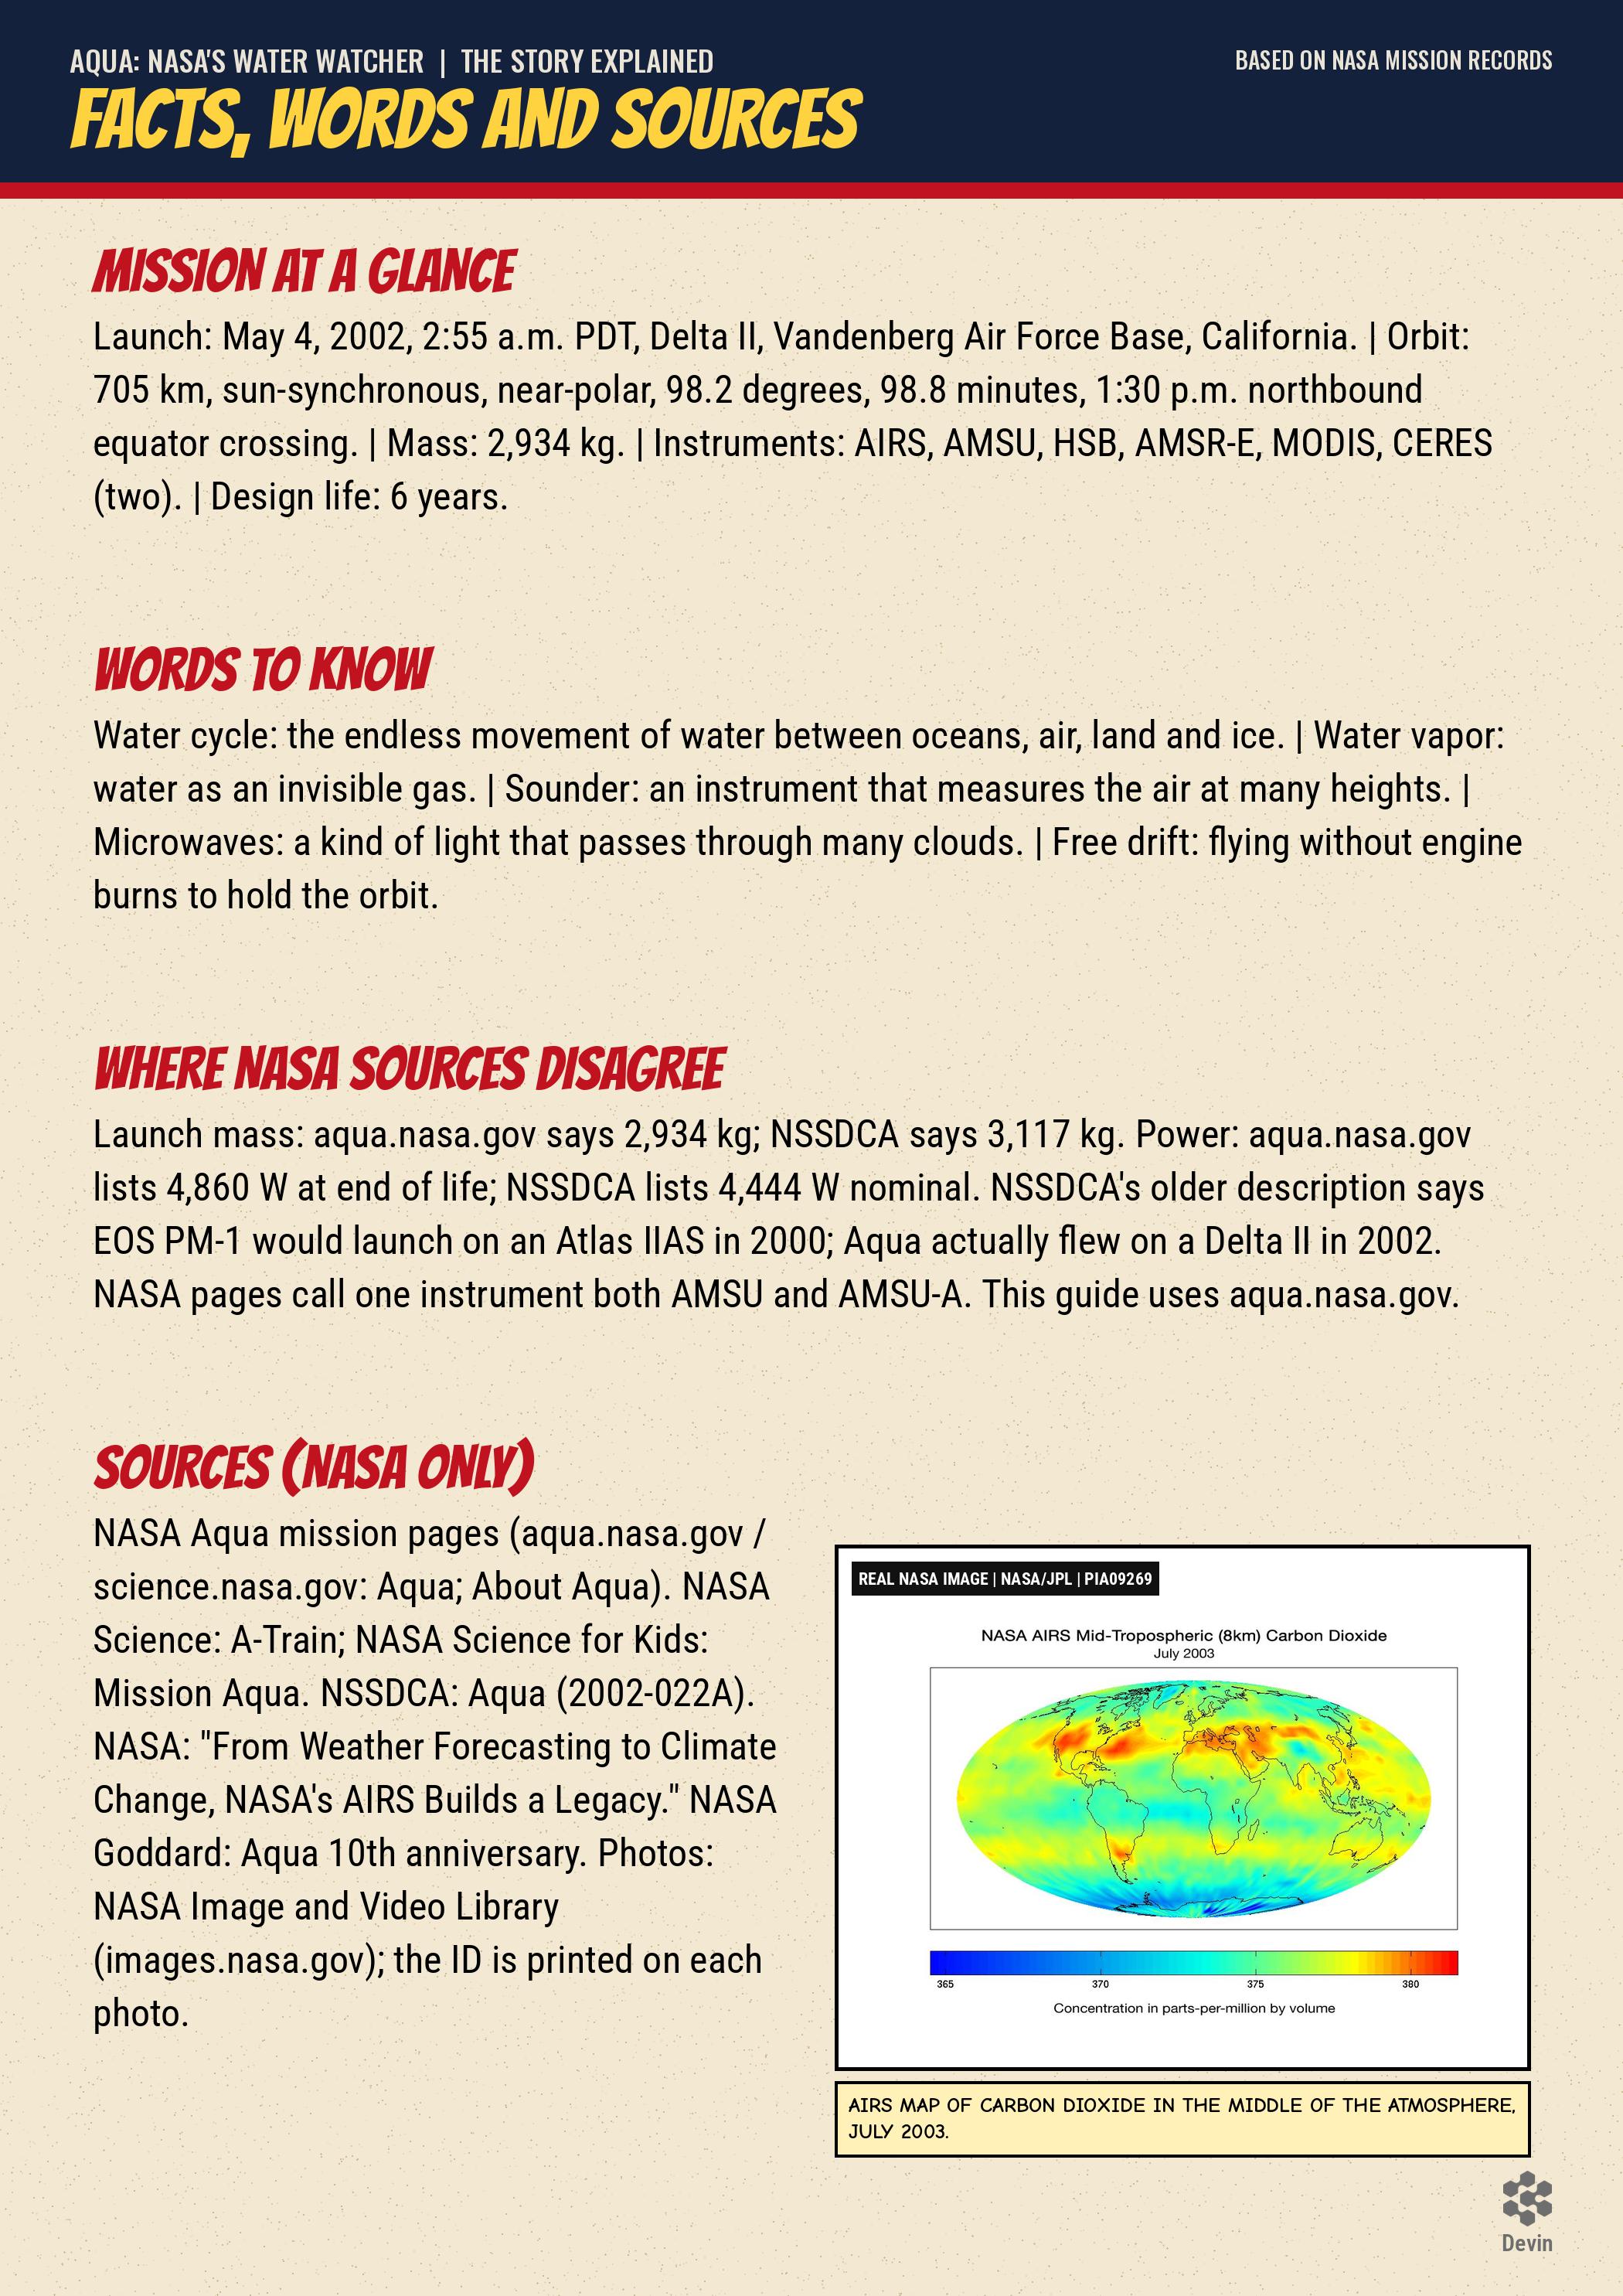 AQUA: NASA'S WATER WATCHER | THE STORY EXPLAINED
BASED ON NASA MISSION RECORDS
FACTS, WORDS AND SOURCES
MISSION AT A GLANCE
Launch: May 4, 2002, 2:55 a.m. PDT, Delta II, Vandenberg Air Force Base, California. | Orbit:
705 km, sun-synchronous, near-polar, 98.2 degrees, 98.8 minutes, 1:30 p.m. northbound
equator crossing. | Mass: 2,934 kg. | Instruments: AIRS, AMSU, HSB, AMSR-E, MODIS, CERES
(two). | Design life: 6 years.
WORDS TO KNOW
Water cycle: the endless movement of water between oceans, air, land and ice. | Water vapor:
water as an invisible gas. | Sounder: an instrument that measures the air at many heights. |
Microwaves: a kind of light that passes through many clouds. | Free drift: flying without engine
burns to hold the orbit.
WHERE NASA SOURCES DISAGREE
Launch mass: aqua.nasa.gov says 2,934 kg; NSSDCA says 3,117 kg. Power: aqua.nasa.gov
lists 4,860 W at end of life; NSSDCA lists 4,444 W nominal. NSSDCA's older description says
EOS PM-1 would launch on an Atlas IIAS in 2000; Aqua actually flew on a Delta II in 2002.
NASA pages call one instrument both AMSU and AMSU-A. This guide uses aqua.nasa.gov.
SOURCES (NASA ONLY)
NASA Aqua mission pages (aqua.nasa.gov /
science.nasa.gov: Aqua; About Aqua). NASA
Science: A-Train; NASA Science for Kids:
Mission Aqua. NSSDCA: Aqua (2002-022A).
NASA: "From Weather Forecasting to Climate
Change, NASA's AIRS Builds a Legacy." NASA
Goddard: Aqua 10th anniversary. Photos:
NASA Image and Video Library
(images.nasa.gov); the ID is printed on each
photo.
REAL NASA IMAGE | NASA/JPL | PIA09269
NASA AIRS Mid-Tropospheric (8km) Carbon Dioxide
July 2003
365 370 375 380
Concentration in parts-per-million by volume
AIRS MAP OF CARBON DIOXIDE IN THE MIDDLE OF THE ATMOSPHERE,
JULY 2003.
Devin